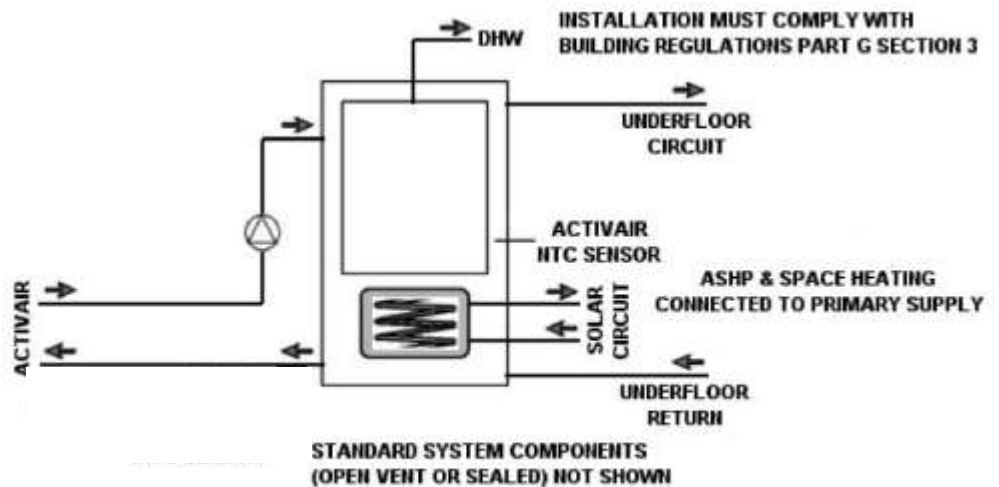 DHW
INSTALLATION MUST COMPLY WITH
BUILDING REGULATIONS PART G SECTION 3
UNDERFLOOR
CIRCUIT
ACTIVAIR
NTC SENSOR
ASHP & SPACE HEATING
CONNECTED TO PRIMARY SUPPLY
ACTIVAIR
SOLAR
CIRCUIT
UNDERFLOOR
RETURN
STANDARD SYSTEM COMPONENTS
(OPEN VENT OR SEALED) NOT SHOWN